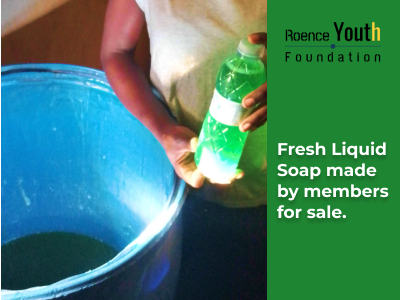 Roence Youth
Foundation
Fresh Liquid
Soap made
by members
for sale.